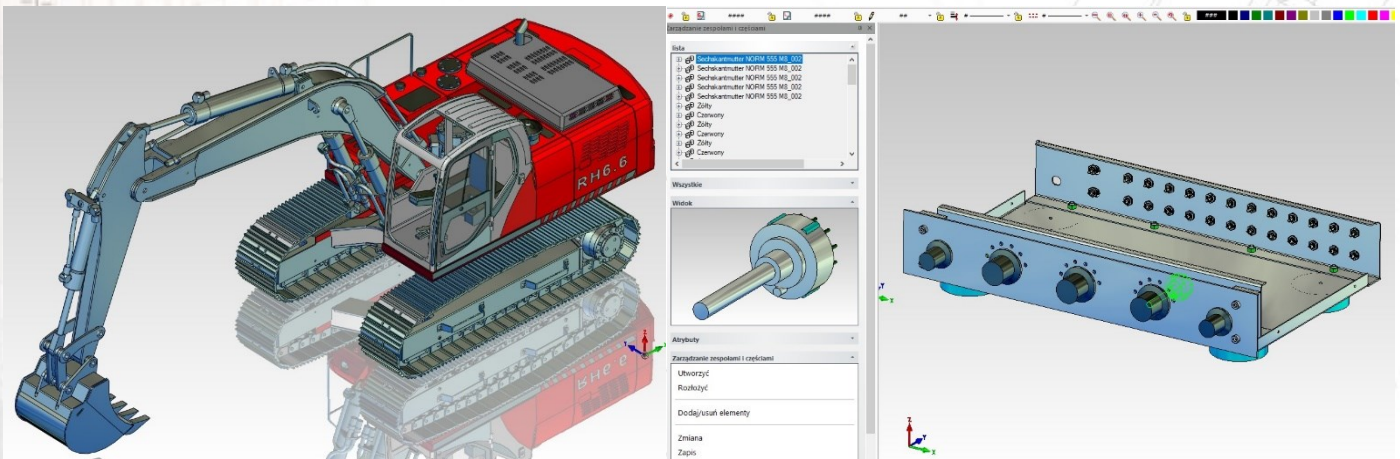 RH6.6
####
####
##
###
Zarządzanie zespołami i częściami
lista
Sechskantmutter NORM 555 M8_002
Sechskantmutter NORM 555 M8_002
Sechskantmutter NORM 555 M8_002
Sechskantmutter NORM 555 M8_002
Sechskantmutter NORM 555 M8_002
Żółty
Czerwony
Żółty
Czerwony
Żółty
Czerwony
Wszystkie
Widok
Atrybuty
Zarządzanie zespołami i częściami
Utworzyć
Rozłożyć
Dodaj/usuń elementy
Zmiana
Zapis
Z
Y
X